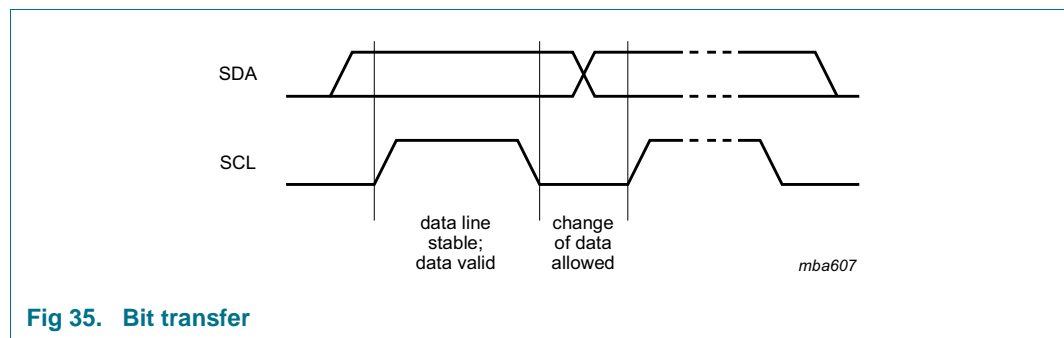 SDA
SCL
data line
stable;
data valid
change
of data
allowed
mba607
Fig 35. Bit transfer